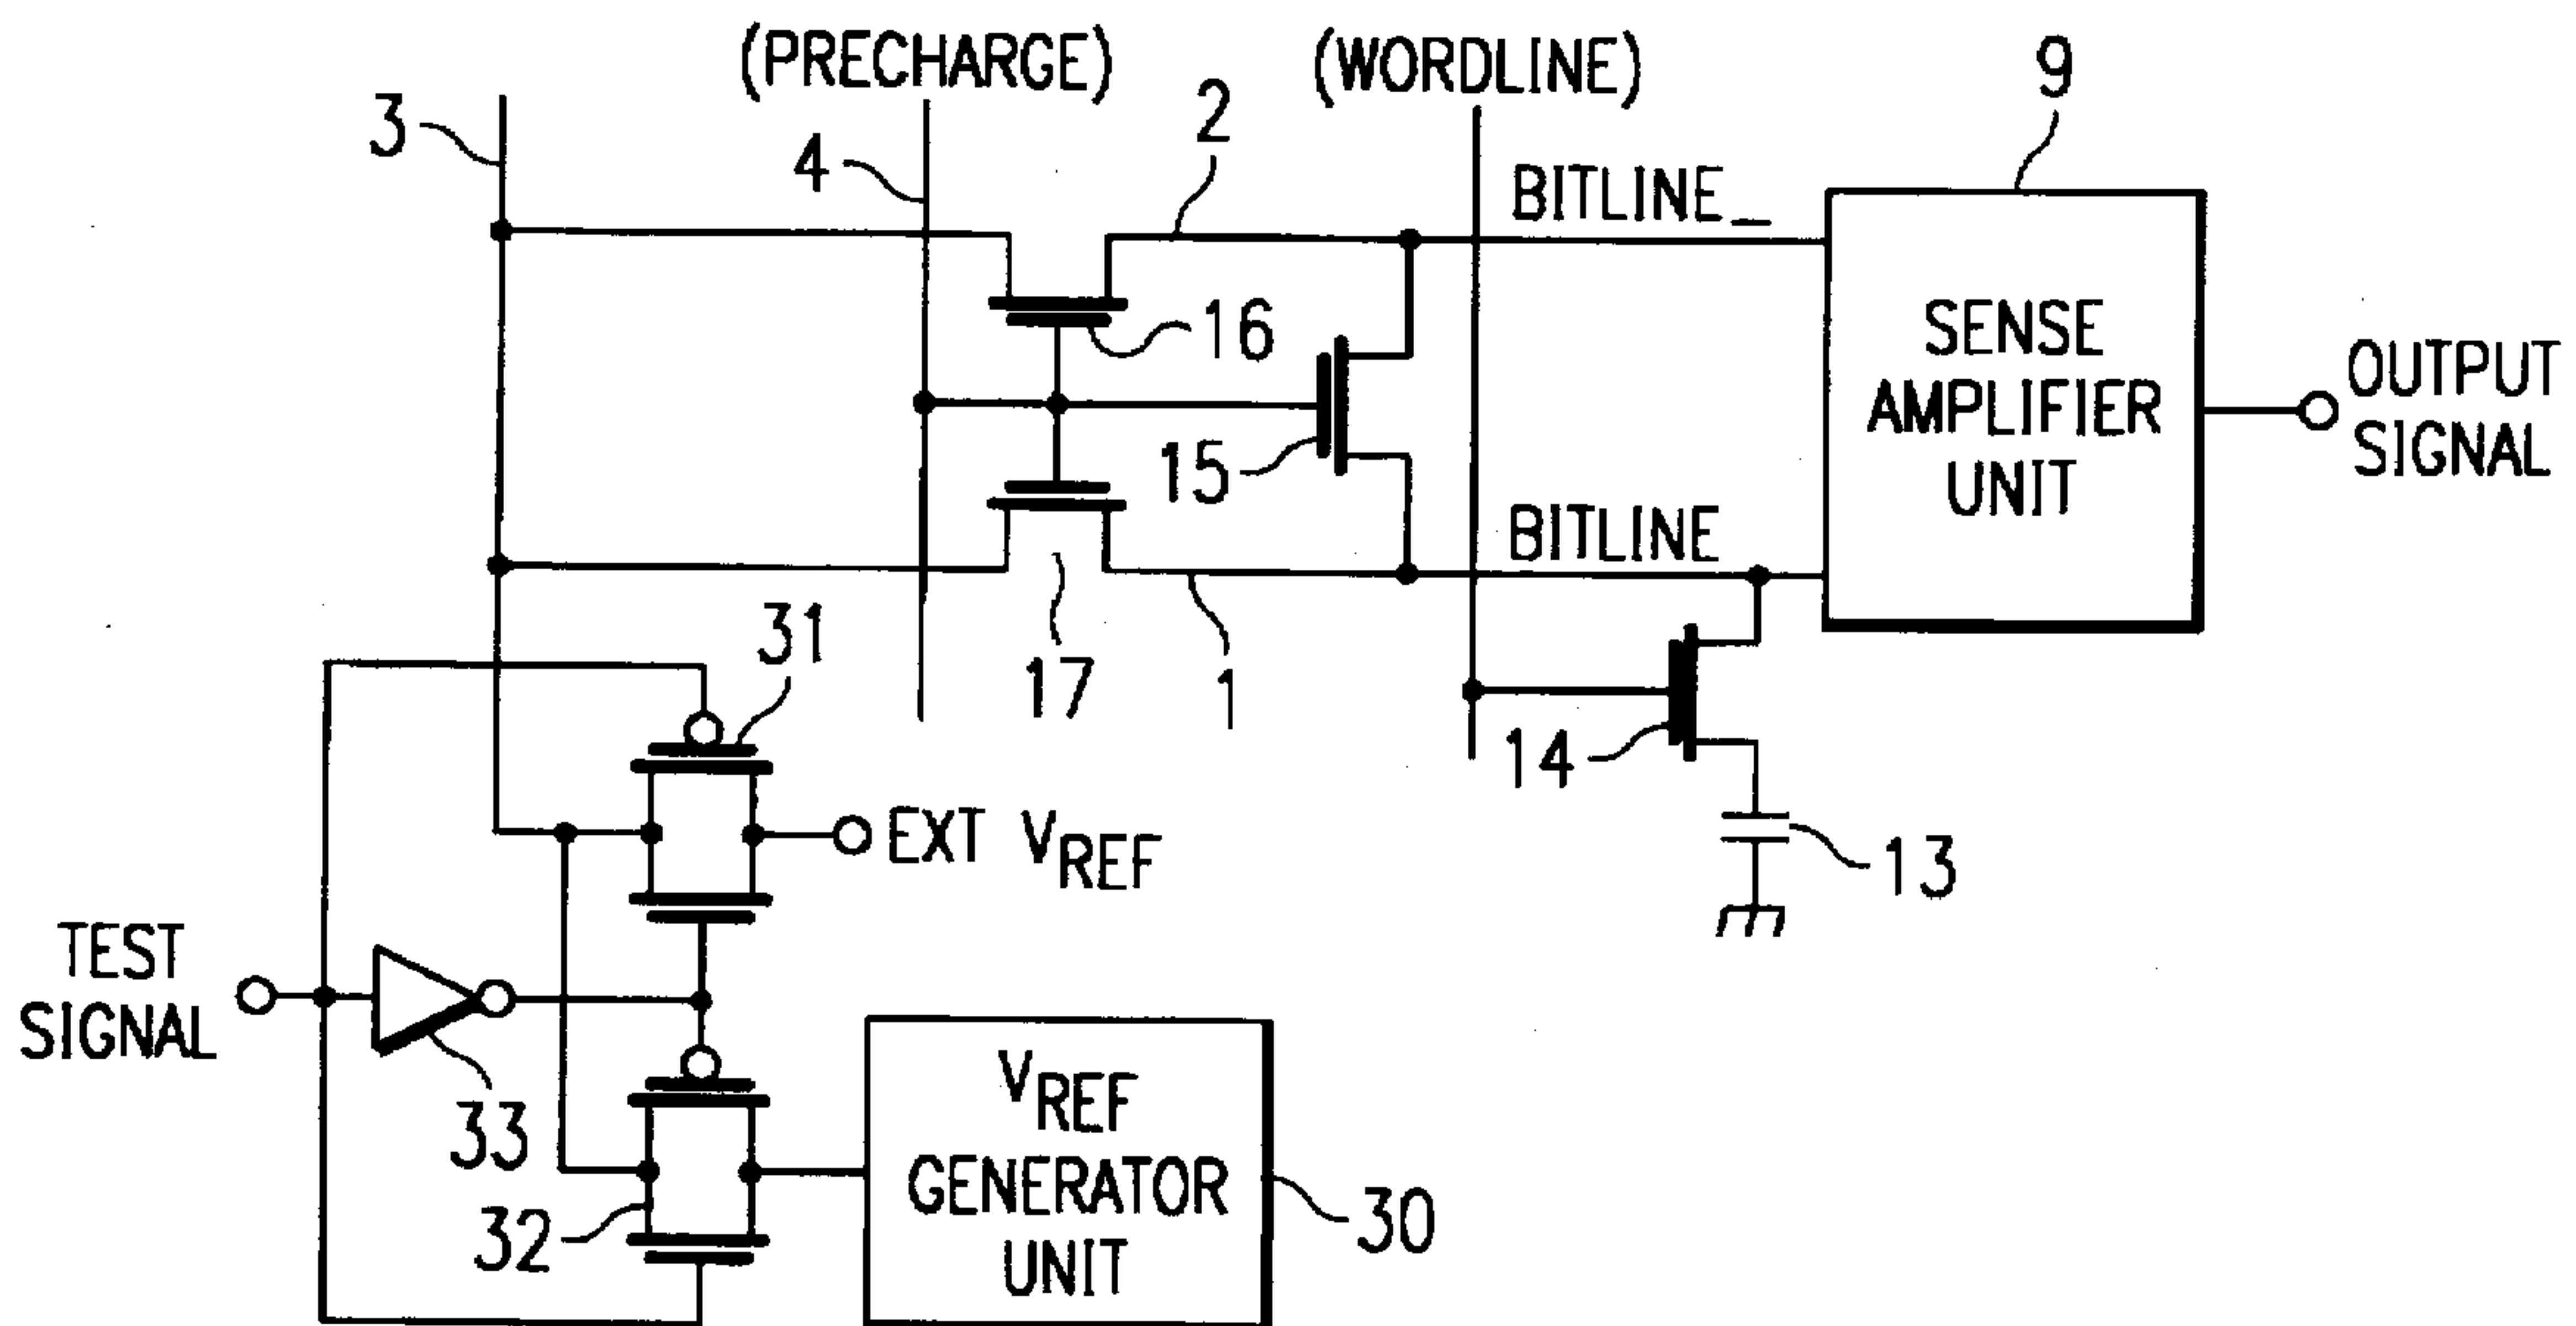 (PRECHARGE)
(WORDLINE)
9
3
4
2
BITLINE_
16
SENSE
AMPLIFIER
UNIT
OUTPUT
SIGNAL
15
BITLINE
31
17
1
14
EXT VREF
13
TEST
SIGNAL
33
VREF
GENERATOR
UNIT
32
30